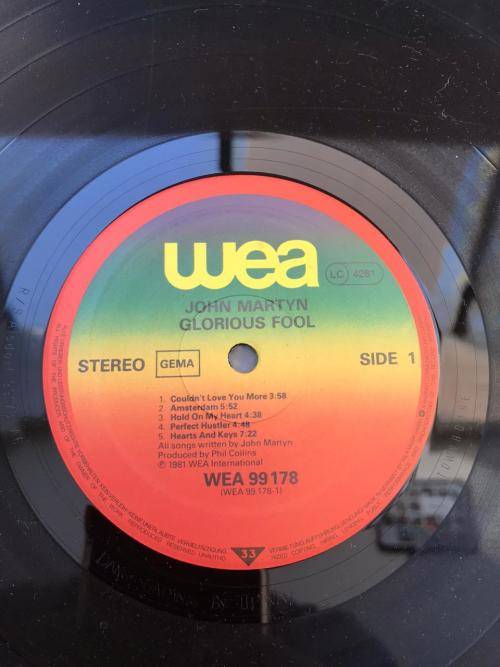 wea
LC 4281
JOHN MARTYN
GLORIOUS FOOL
STEREO GEMA SIDE 1
1. Couldn't Love You More 3:58
2. Amsterdam 5:52
3. Hold On My Heart 4:38
4. Perfect Hustler 4:48
5. Hearts And Keys 7:22
All songs written by John Martyn
Produced by Phil Collins
℗ 1981 WEA International
WEA 99 178
(WEA 99 178-1)
33